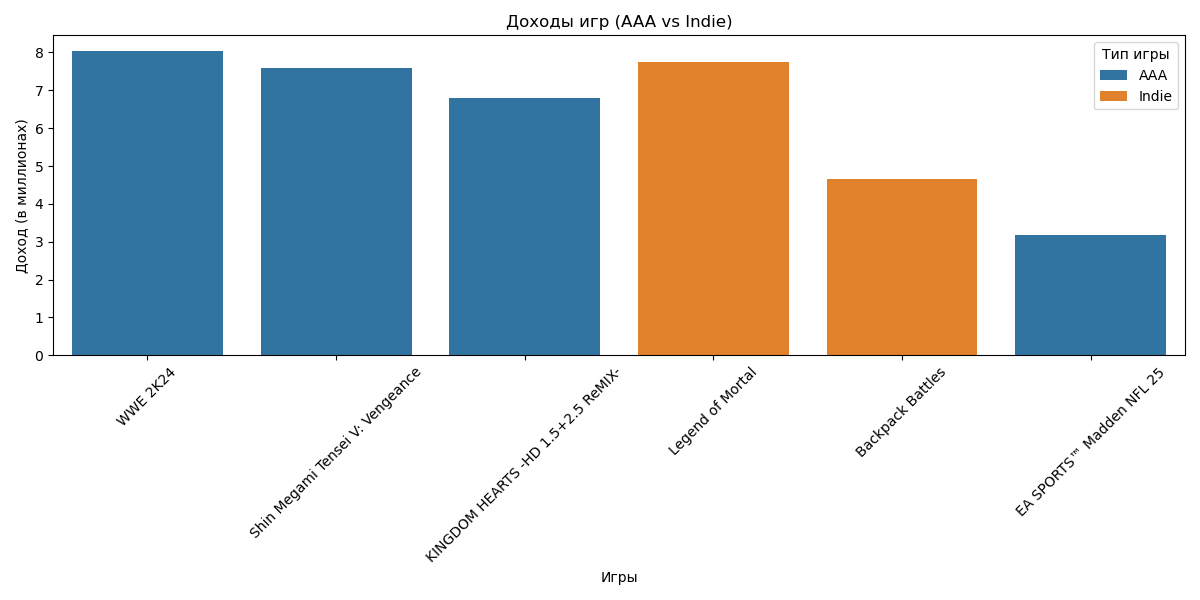 Доходы игр (AAA vs Indie)
Тип игры
AAA
Indie
Доход (в миллионах)
8
7
6
5
4
3
2
1
0
WWE 2K24
Shin Megami Tensei V: Vengeance
KINGDOM HEARTS -HD 1.5+2.5 ReMIX-
Legend of Mortal
Backpack Battles
EA SPORTS™ Madden NFL 25
Игры